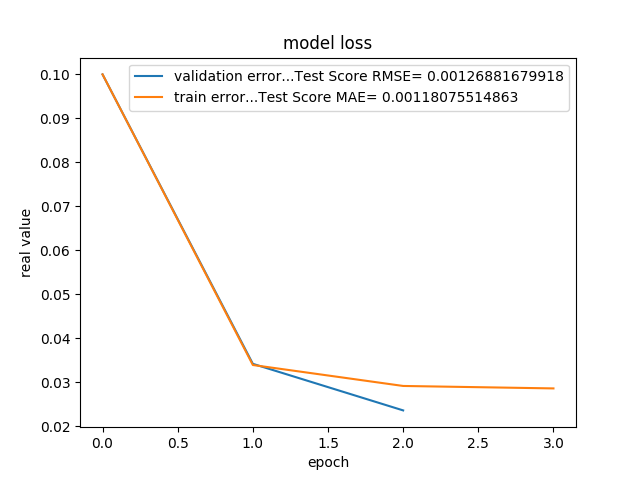 model loss
validation error...Test Score RMSE= 0.00126881679918
train error...Test Score MAE= 0.00118075514863
real value
0.10
0.09
0.08
0.07
0.06
0.05
0.04
0.03
0.02
0.0 0.5 1.0 1.5 2.0 2.5 3.0
epoch